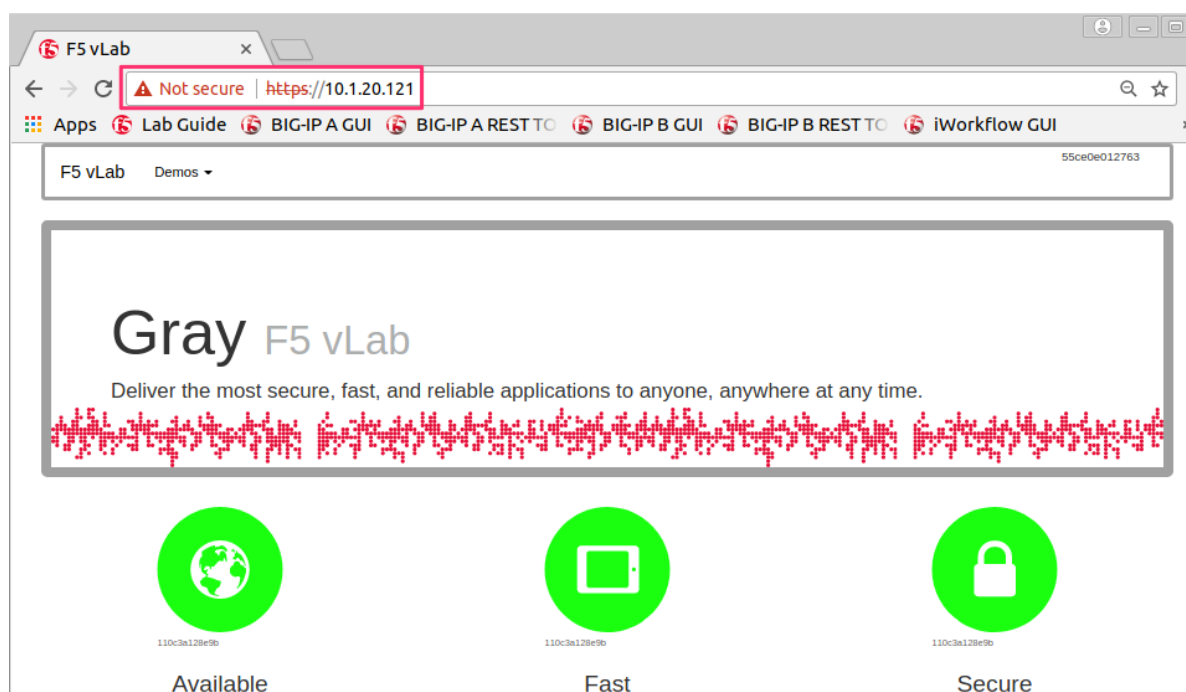 F5 vLab
Not secure | https://10.1.20.121
Apps Lab Guide BIG-IP A GUI BIG-IP A REST TO BIG-IP B GUI BIG-IP B REST TO iWorkflow GUI
55ce0e012763
F5 vLab Demos
Gray F5 vLab
Deliver the most secure, fast, and reliable applications to anyone, anywhere at any time.
110c3a128e9b 110c3a128e9b 110c3a128e9b
Available Fast Secure